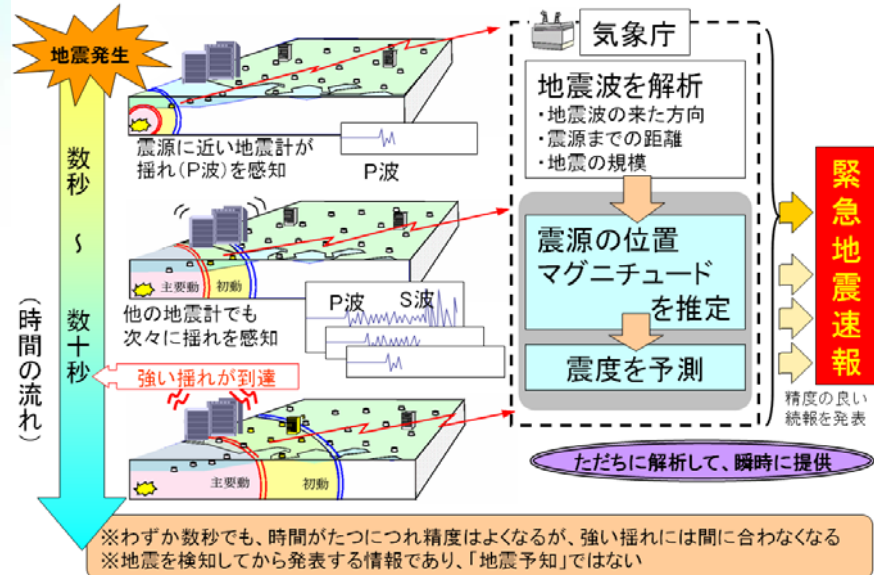 地震発生
数秒
~
数十秒
(時間の流れ)
震源に近い地震計が
揺れ(P波)を感知
P波
主要動
初動
P波
S波
他の地震計でも
次々に揺れを感知
強い揺れが到達
主要動
初動
気象庁
地震波を解析
・地震波の来た方向
・震源までの距離
・地震の規模
震源の位置
マグニチュード
を推定
震度を予測
緊急地震速報
精度の良い
続報を発表
ただちに解析して、瞬時に提供
※わずか数秒でも、時間がたつにつれ精度はよくなるが、強い揺れには間に合わなくなる
※地震を検知してから発表する情報であり、「地震予知」ではない